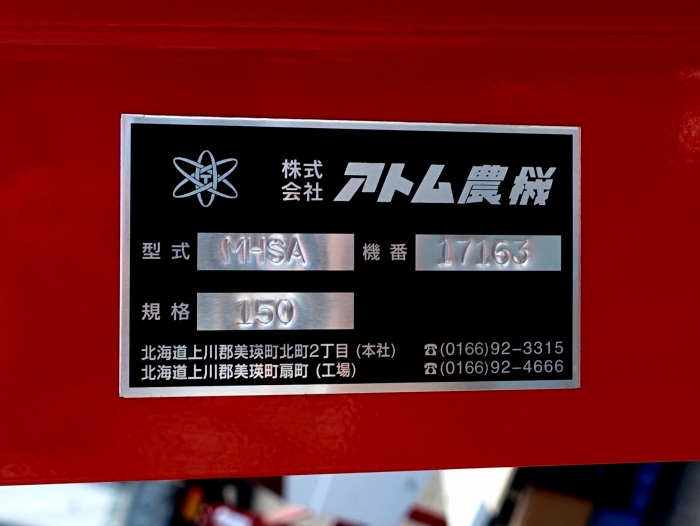 株式会社 アトム農機
型式 MHSA 機番 17163
規格 150
北海道上川郡美瑛町北町2丁目(本社) ☎(0166)92-3315
北海道上川郡美瑛町扇町(工場) ☎(0166)92-4666